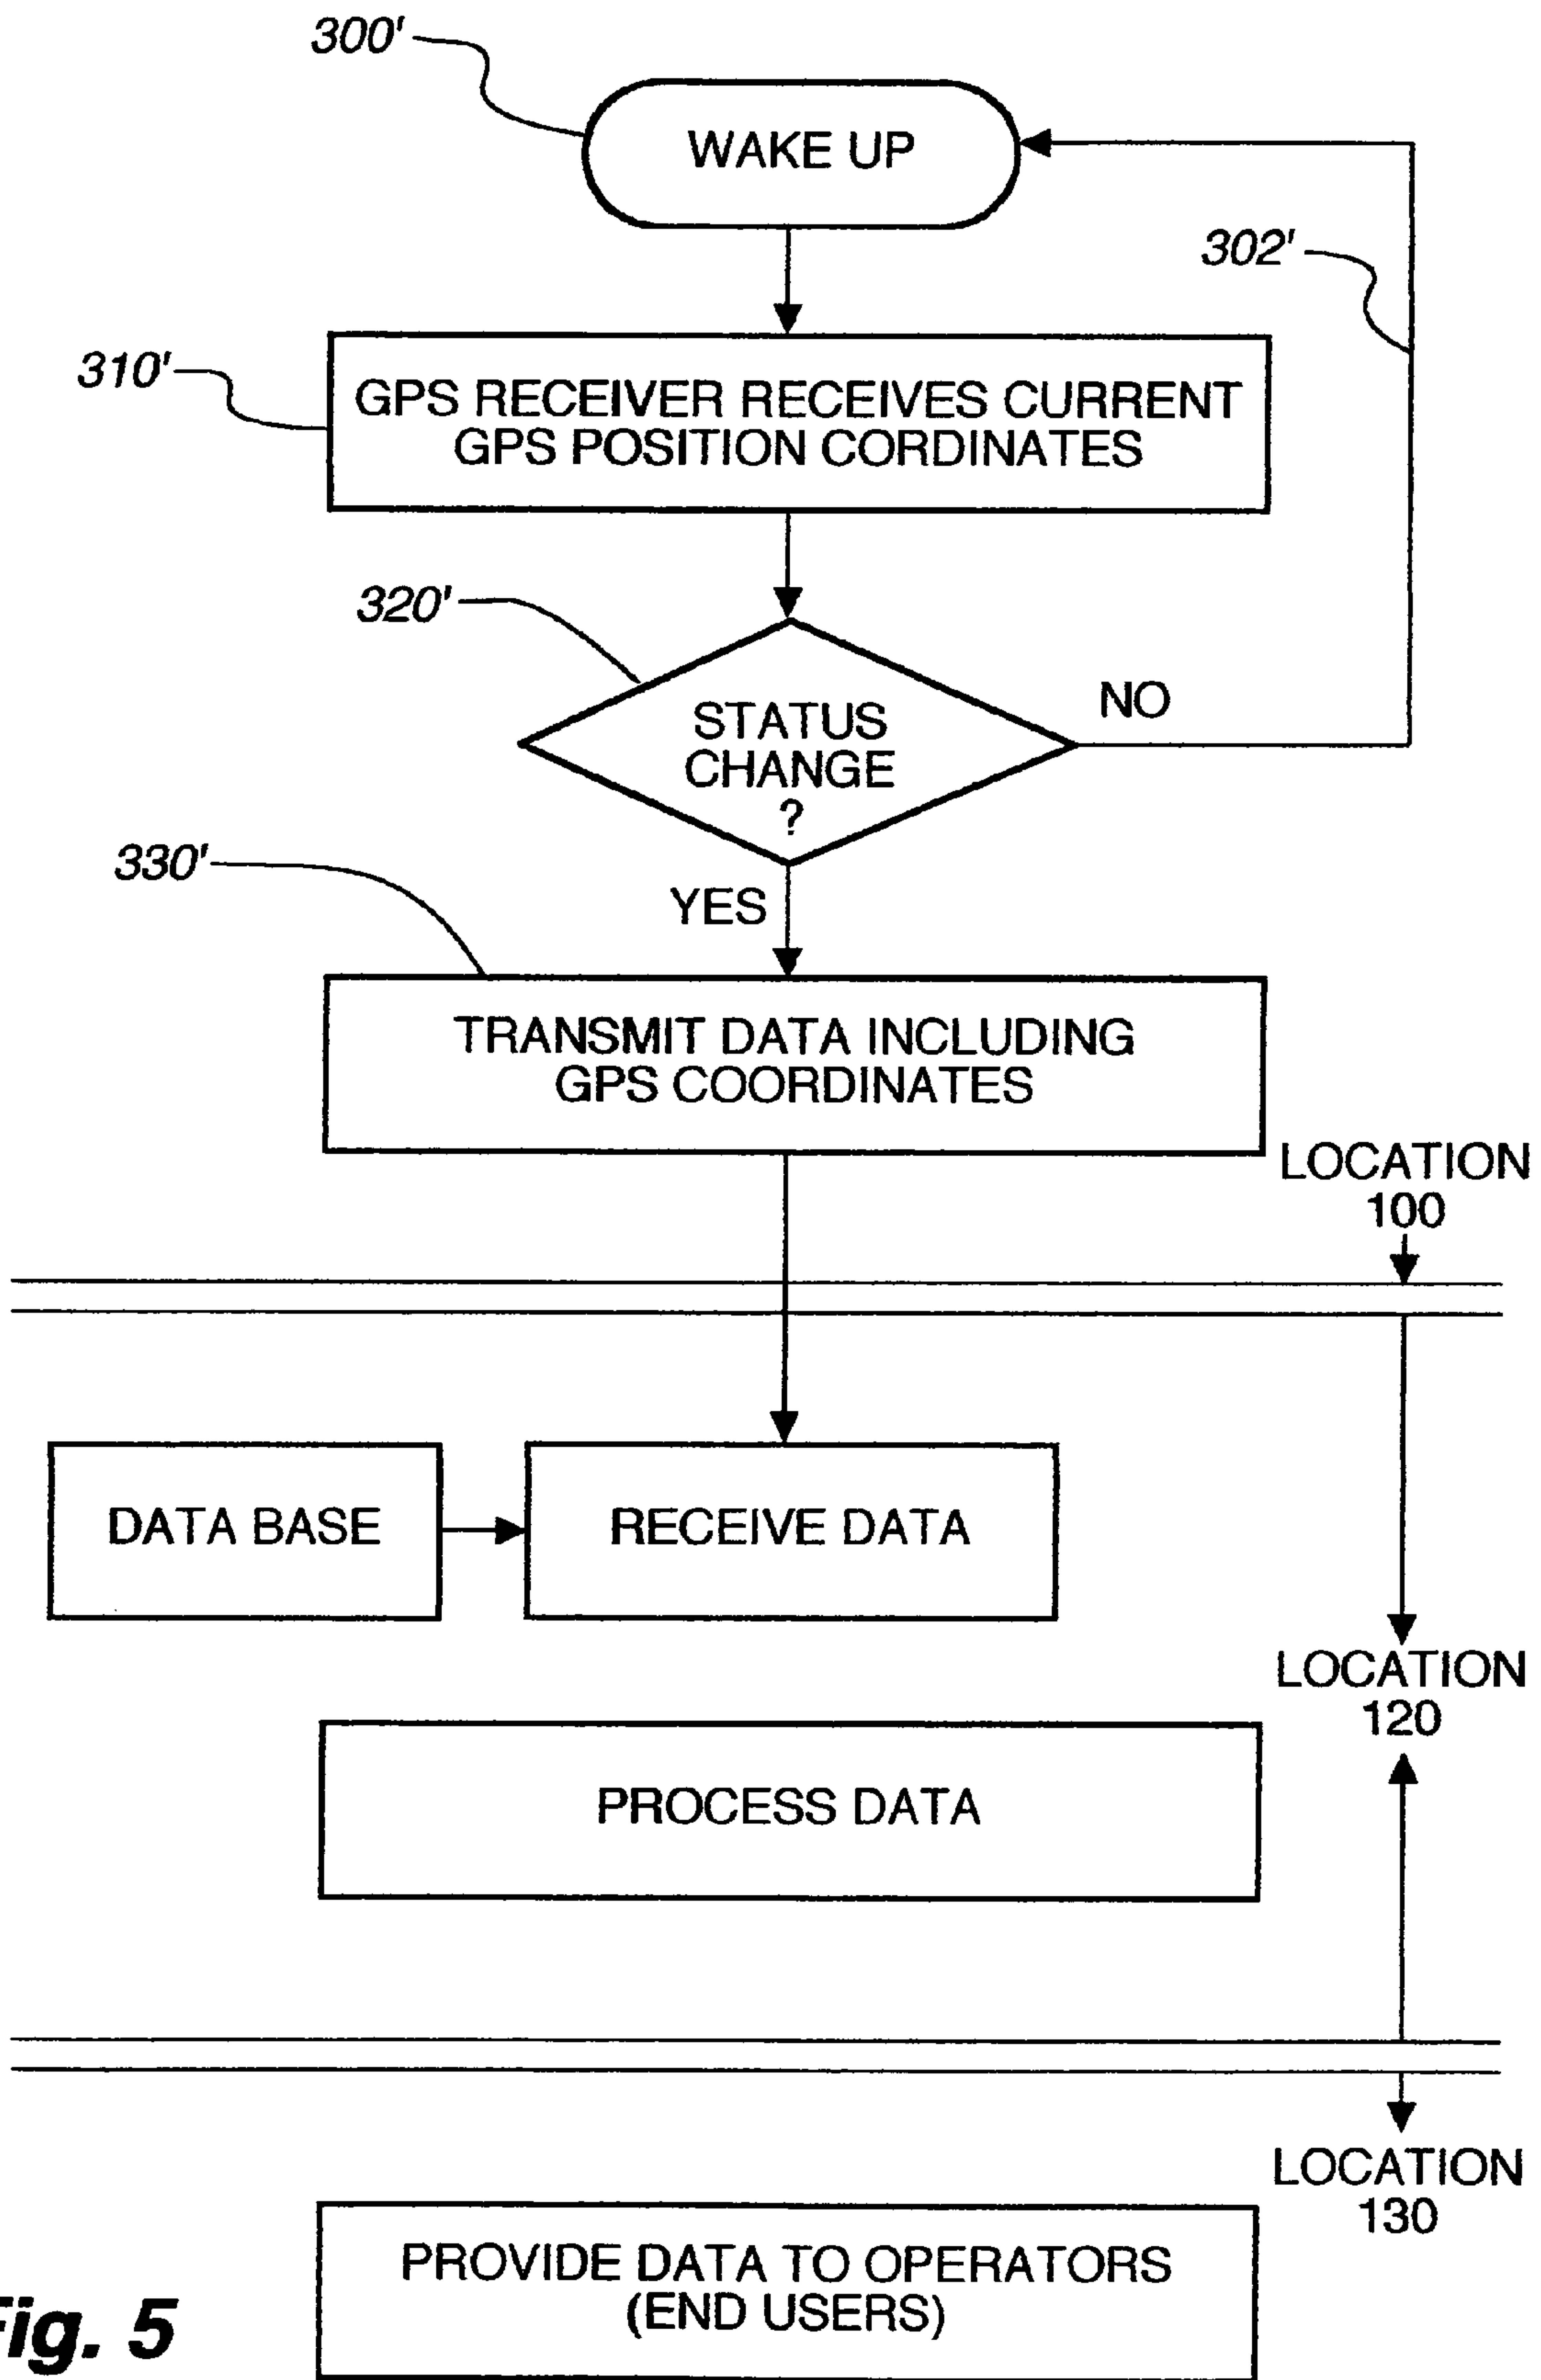 300'
WAKE UP
302'
310'
GPS RECEIVER RECEIVES CURRENT
GPS POSITION CORDINATES
320'
STATUS
CHANGE
?
NO
330'
YES
TRANSMIT DATA INCLUDING
GPS COORDINATES
LOCATION
100
DATA BASE
RECEIVE DATA
LOCATION
120
PROCESS DATA
LOCATION
130
PROVIDE DATA TO OPERATORS
(END USERS)
Fig. 5